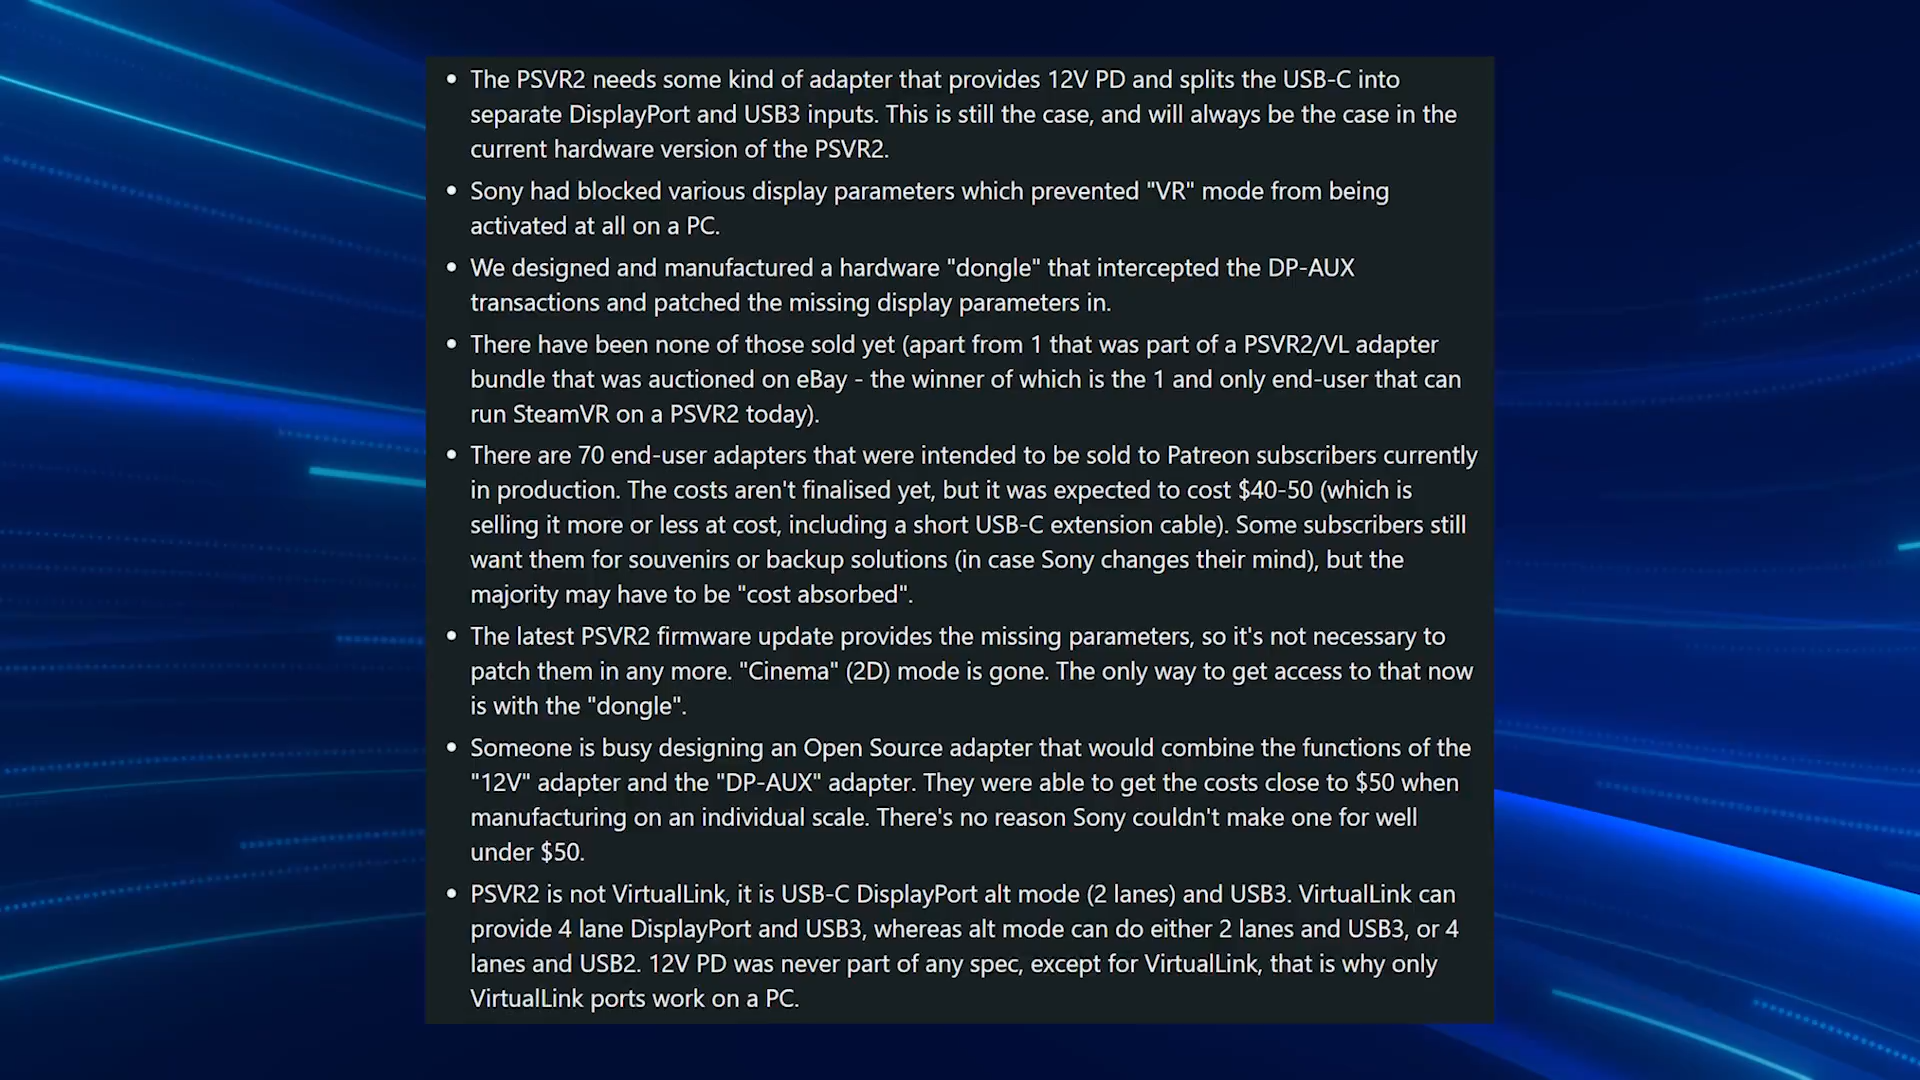 • The PSVR2 needs some kind of adapter that provides 12V PD and splits the USB-C into
separate DisplayPort and USB3 inputs. This is still the case, and will always be the case in the
current hardware version of the PSVR2.
• Sony had blocked various display parameters which prevented "VR" mode from being
activated at all on a PC.
• We designed and manufactured a hardware "dongle" that intercepted the DP-AUX
transactions and patched the missing display parameters in.
• There have been none of those sold yet (apart from 1 that was part of a PSVR2/VL adapter
bundle that was auctioned on eBay - the winner of which is the 1 and only end-user that can
run SteamVR on a PSVR2 today).
• There are 70 end-user adapters that were intended to be sold to Patreon subscribers currently
in production. The costs aren't finalised yet, but it was expected to cost $40-50 (which is
selling it more or less at cost, including a short USB-C extension cable). Some subscribers still
want them for souvenirs or backup solutions (in case Sony changes their mind), but the
majority may have to be "cost absorbed".
• The latest PSVR2 firmware update provides the missing parameters, so it's not necessary to
patch them in any more. "Cinema" (2D) mode is gone. The only way to get access to that now
is with the "dongle".
• Someone is busy designing an Open Source adapter that would combine the functions of the
"12V" adapter and the "DP-AUX" adapter. They were able to get the costs close to $50 when
manufacturing on an individual scale. There's no reason Sony couldn't make one for well
under $50.
• PSVR2 is not VirtualLink, it is USB-C DisplayPort alt mode (2 lanes) and USB3. VirtualLink can
provide 4 lane DisplayPort and USB3, whereas alt mode can do either 2 lanes and USB3, or 4
lanes and USB2. 12V PD was never part of any spec, except for VirtualLink, that is why only
VirtualLink ports work on a PC.